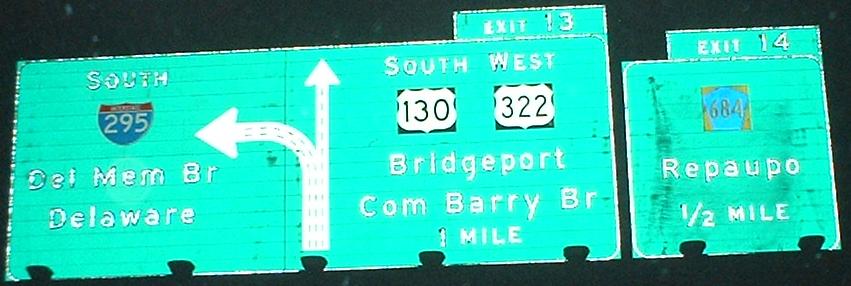 SOUTH
INTERSTATE
295
Del Mem Br
Delaware
EXIT 13
SOUTH WEST
130 322
Bridgeport
Com Barry Br
1 MILE
EXIT 14
684
Repaupo
1/2 MILE